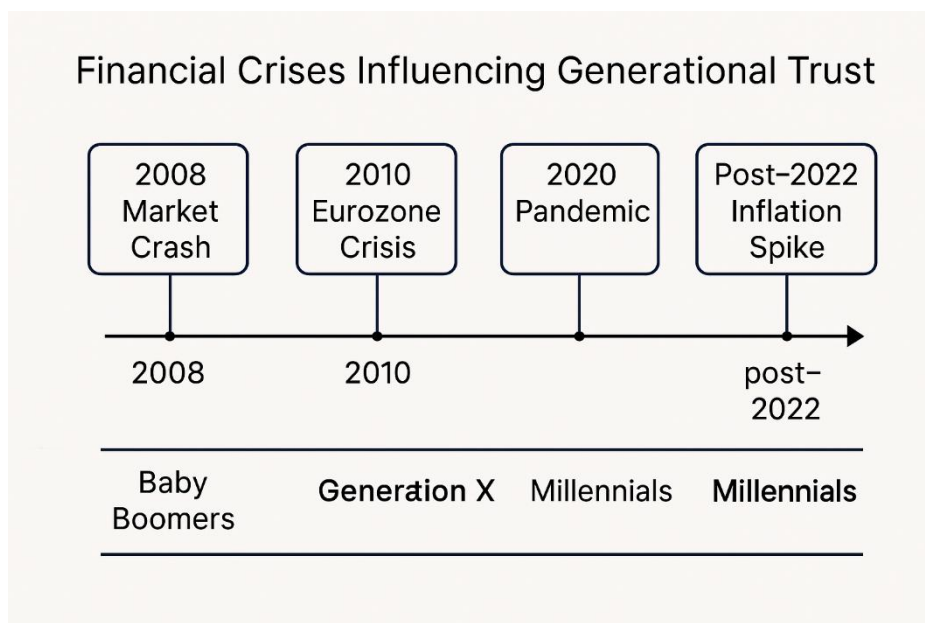 Financial Crises Influencing Generational Trust
2008
Market
Crash
2010
Eurozone
Crisis
2020
Pandemic
Post–2022
Inflation
Spike
2008
2010
post–
2022
Baby
Boomers
Generation X
Millennials
Millennials